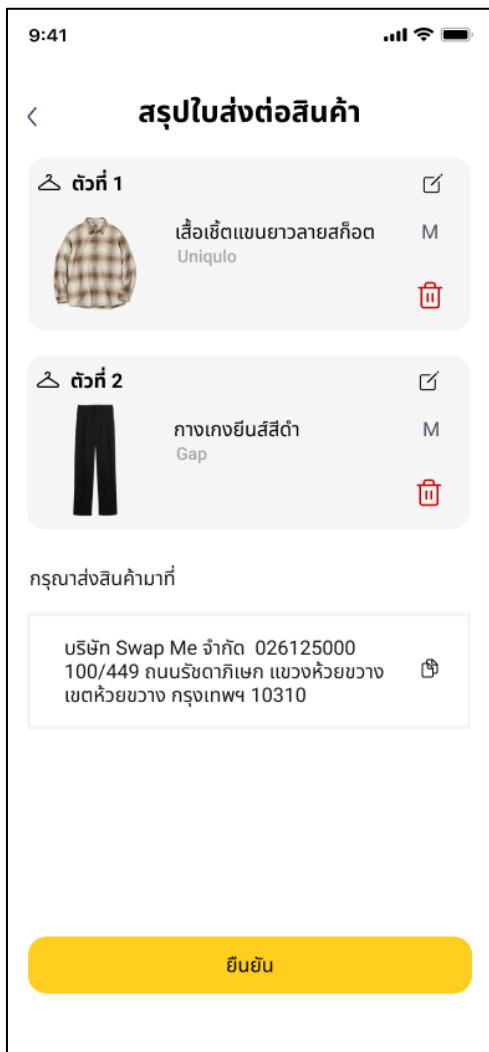 9:41
สรุปใบส่งต่อสินค้า
ตัวที่ 1
เสื้อเชิ้ตแขนยาวลายสก็อต M
Uniqulo
ตัวที่ 2
กางเกงยีนส์สีดำ M
Gap
กรุณาส่งสินค้ามาที่
บริษัท Swap Me จำกัด 026125000
100/449 ถนนรัชดาภิเษก แขวงห้วยขวาง
เขตห้วยขวาง กรุงเทพฯ 10310
ยืนยัน